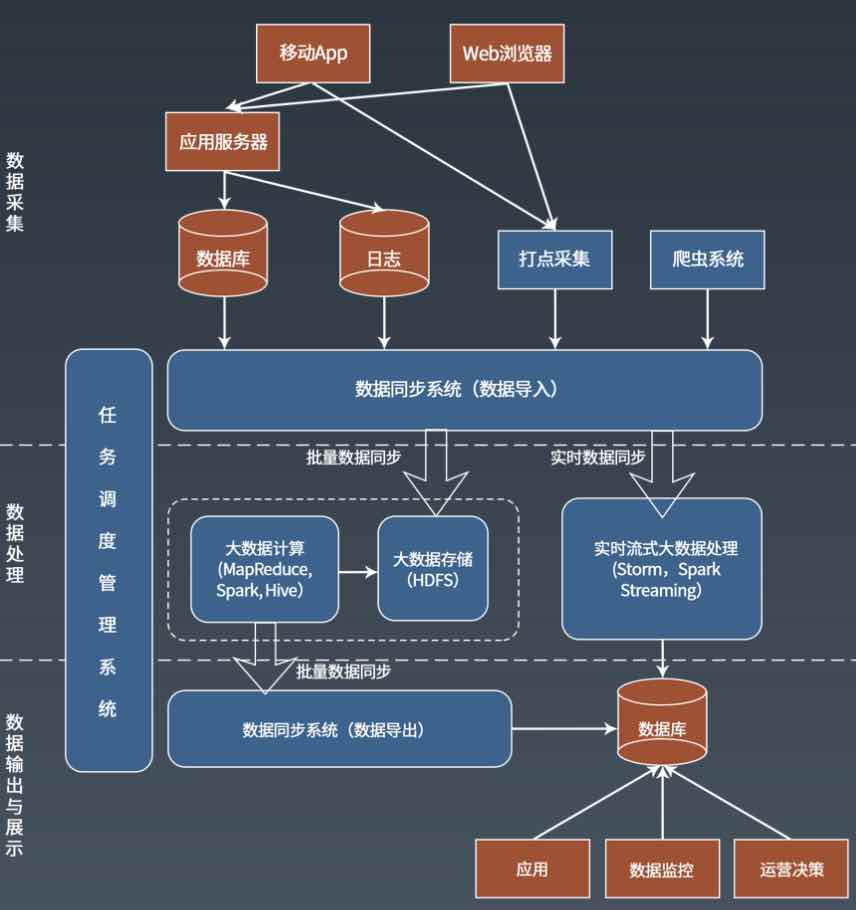 移动App
Web浏览器
应用服务器
数据采集
数据库
日志
打点采集
爬虫系统
数据同步系统（数据导入）
任务调度管理系统
批量数据同步
实时数据同步
数据处理
大数据计算
(MapReduce,
Spark,Hive）
大数据存储
（HDFS）
实时流式大数据处理
(Storm，Spark
Streaming）
批量数据同步
数据输出与展示
数据同步系统（数据导出）
数据库
应用
数据监控
运营决策